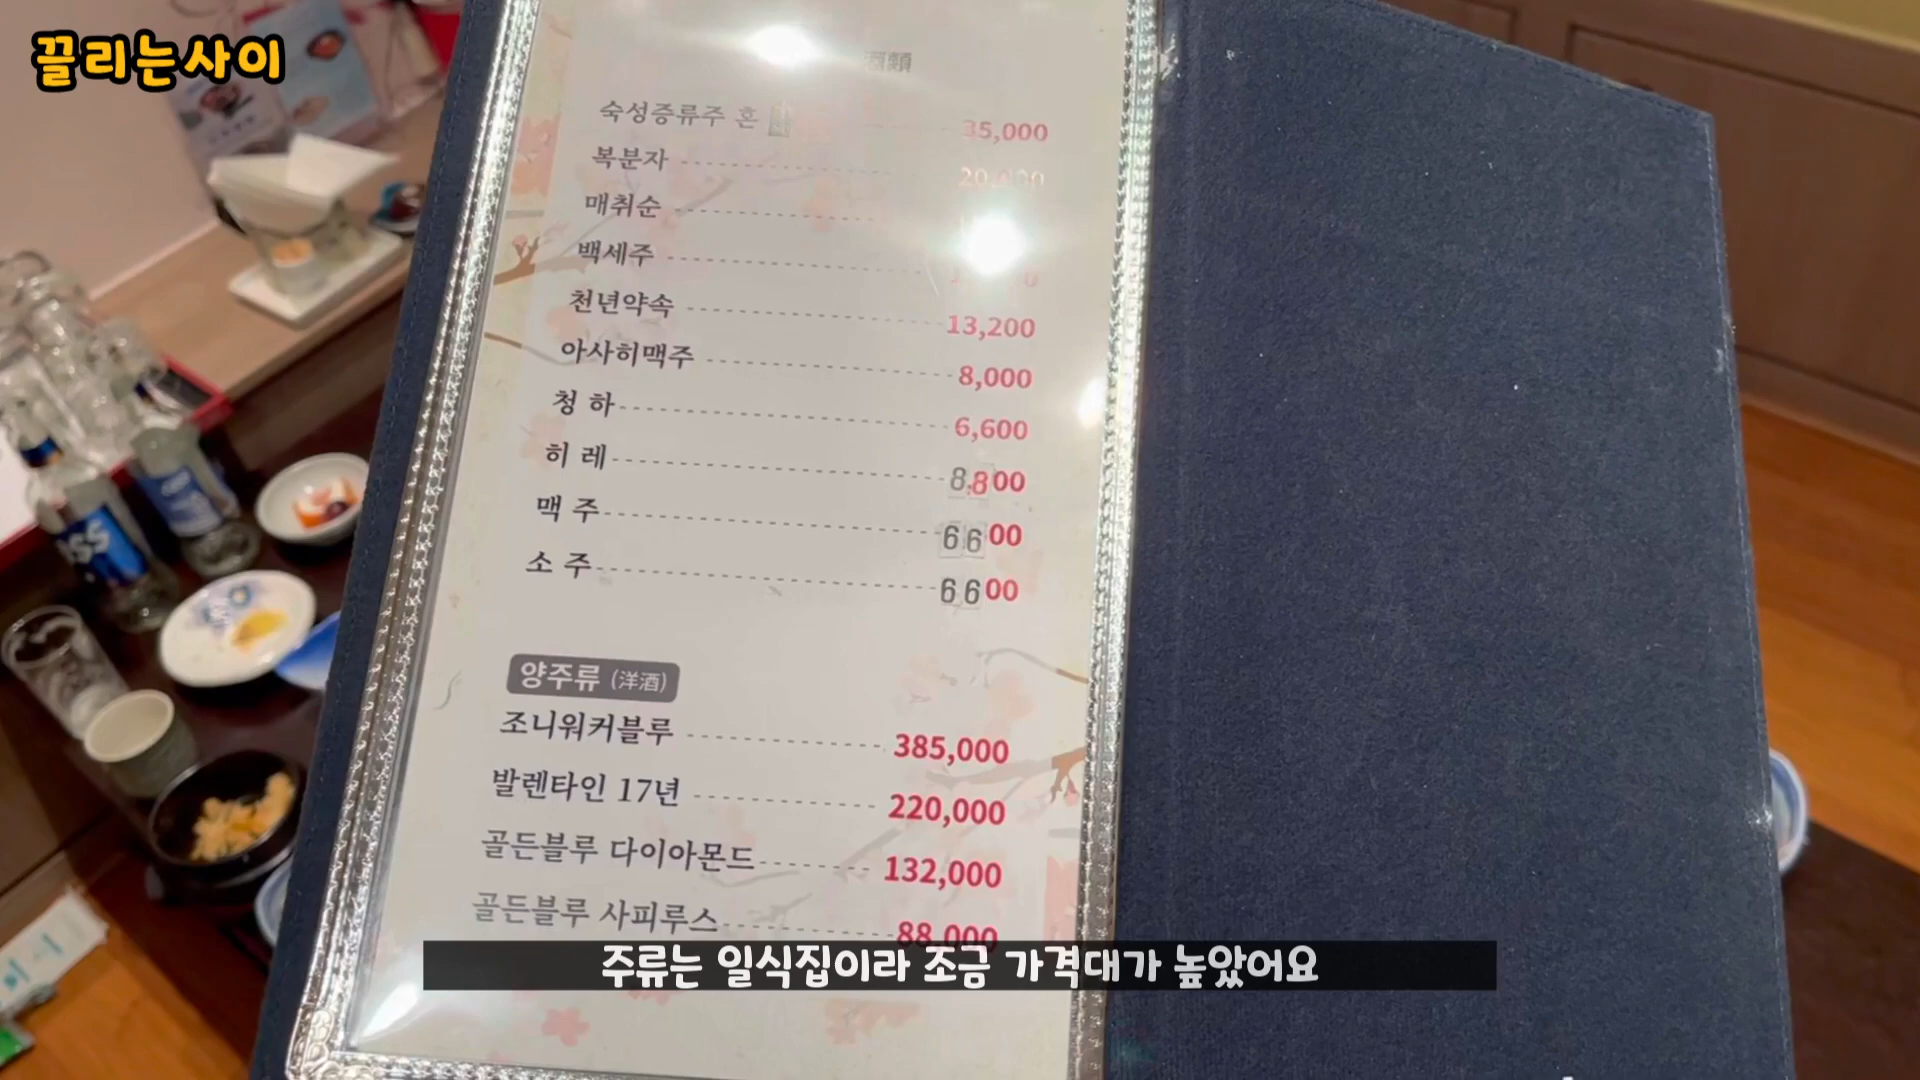 끌리는사이
酒類
숙성증류주 혼 35,000
복분자 20,000
매취순
백세주
천년약속 13,200
아사히맥주 8,000
청 하 6,600
히 레 8,800
맥 주 6600
소 주 6600
양주류 (洋酒)
조니워커블루 385,000
발렌타인 17년 220,000
골든블루 다이아몬드 132,000
골든블루 사피루스 88,000
주류는 일식집이라 조금 가격대가 높았어요